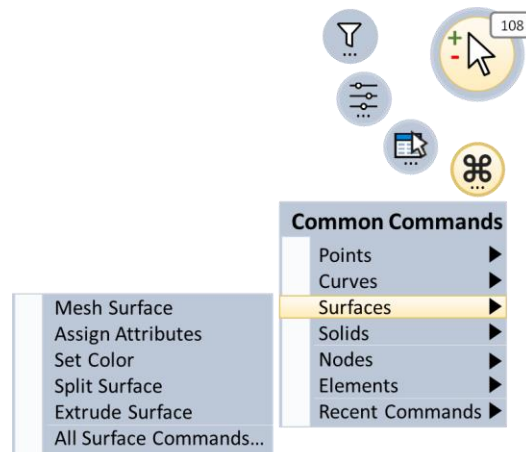 108
+
-
Common Commands
Points
Curves
Surfaces
Solids
Nodes
Elements
Recent Commands
Mesh Surface
Assign Attributes
Set Color
Split Surface
Extrude Surface
All Surface Commands...